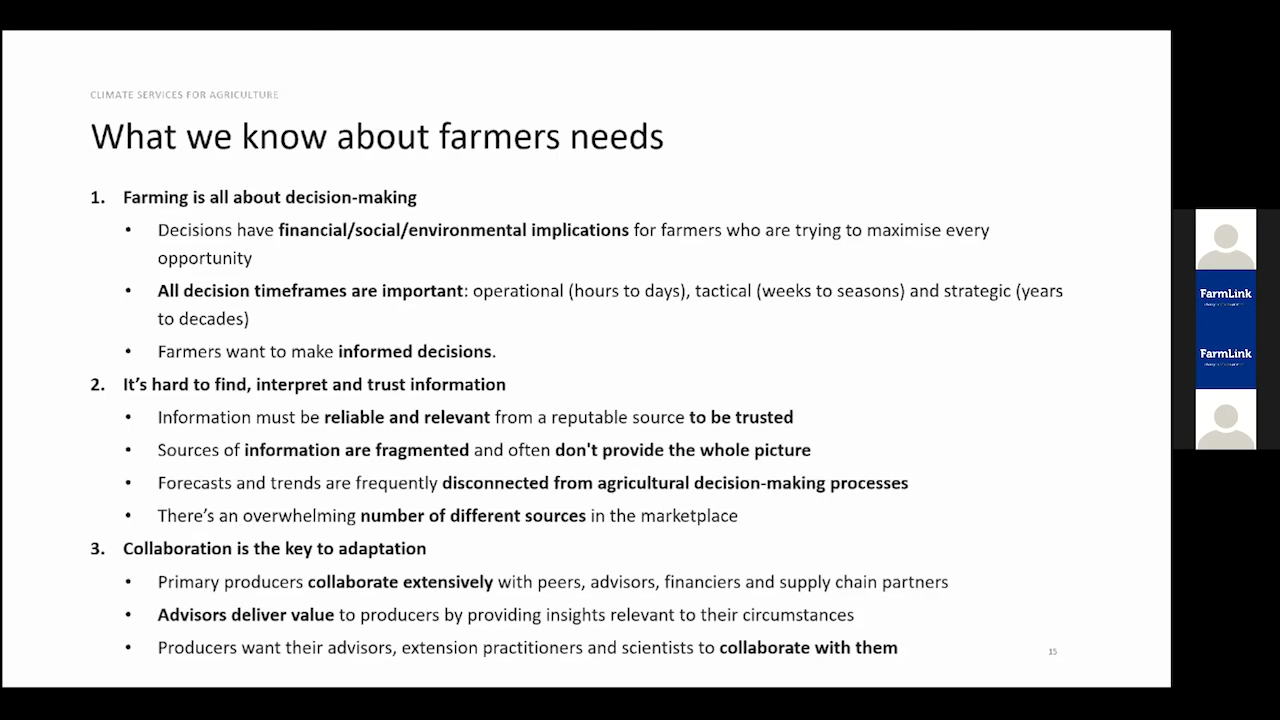 CLIMATE SERVICES FOR AGRICULTURE
What we know about farmers needs
1. Farming is all about decision-making
• Decisions have financial/social/environmental implications for farmers who are trying to maximise every
opportunity
• All decision timeframes are important: operational (hours to days), tactical (weeks to seasons) and strategic (years
to decades)
• Farmers want to make informed decisions.
2. It’s hard to find, interpret and trust information
• Information must be reliable and relevant from a reputable source to be trusted
• Sources of information are fragmented and often don't provide the whole picture
• Forecasts and trends are frequently disconnected from agricultural decision-making processes
• There’s an overwhelming number of different sources in the marketplace
3. Collaboration is the key to adaptation
• Primary producers collaborate extensively with peers, advisors, financiers and supply chain partners
• Advisors deliver value to producers by providing insights relevant to their circumstances
• Producers want their advisors, extension practitioners and scientists to collaborate with them
15
FarmLink
FarmLink